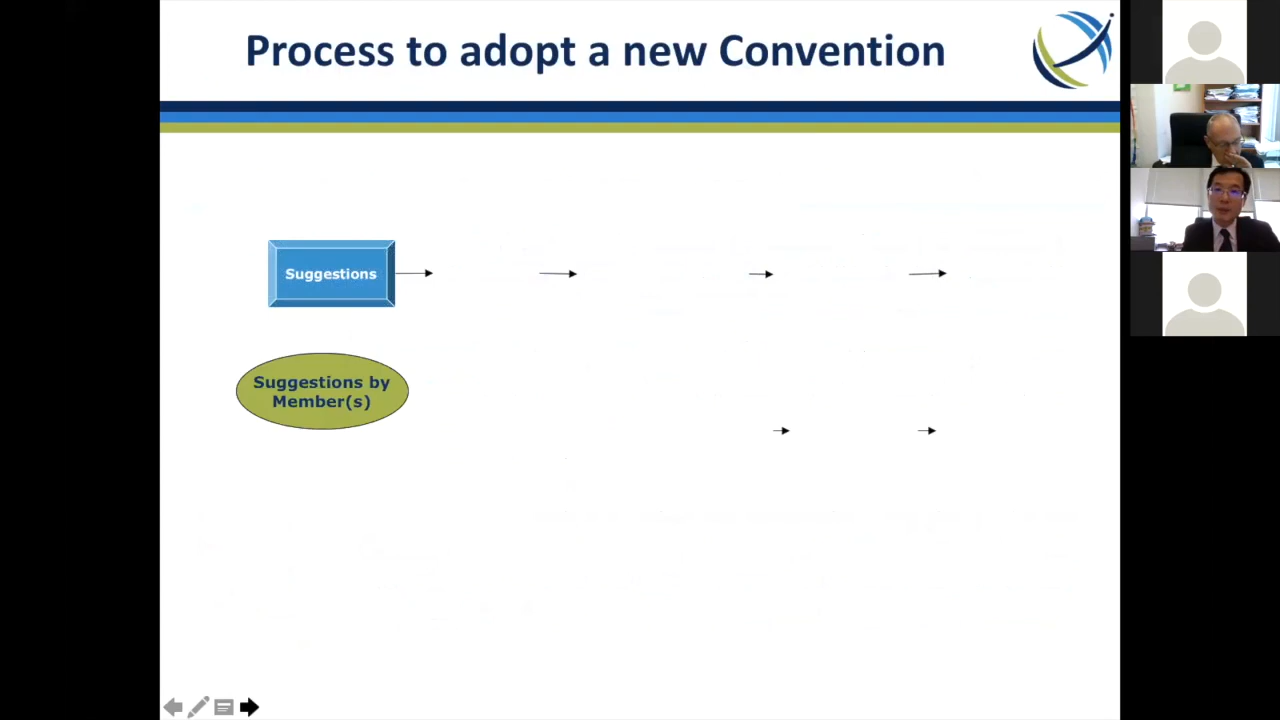 Process to adopt a new Convention
Suggestions
Suggestions by
Member(s)